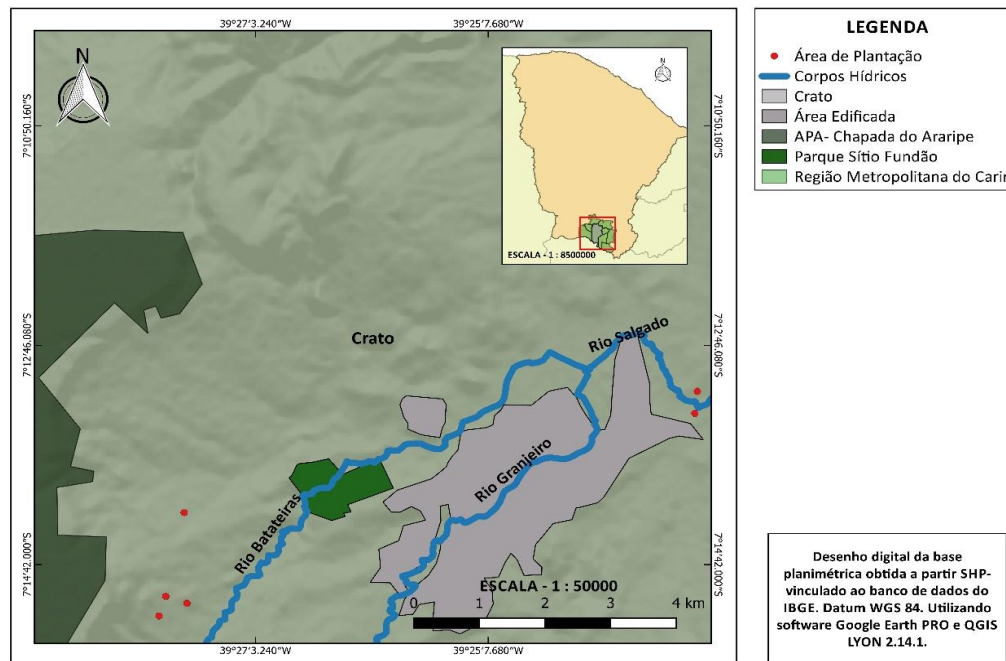 39°27'3.240"W
39°25'7.680"W
N
7°10'50.160"S
7°10'50.160"S
N
ESCALA - 1 : 8500000
7°12'46.080"S
7°12'46.080"S
Crato
Rio Salgado
Rio Granjeiro
Rio Batateiras
7°14'42.000"S
7°14'42.000"S
ESCALA - 1 : 50000
0 1 2 3 4 km
39°27'3.240"W
39°25'7.680"W
LEGENDA
Área de Plantação
Corpos Hídricos
Crato
Área Edificada
APA- Chapada do Araripe
Parque Sítio Fundão
Região Metropolitana do Carir
Desenho digital da base
planimétrica obtida a partir SHP-
vinculado ao banco de dados do
IBGE. Datum WGS 84. Utilizando
software Google Earth PRO e QGIS
LYON 2.14.1.